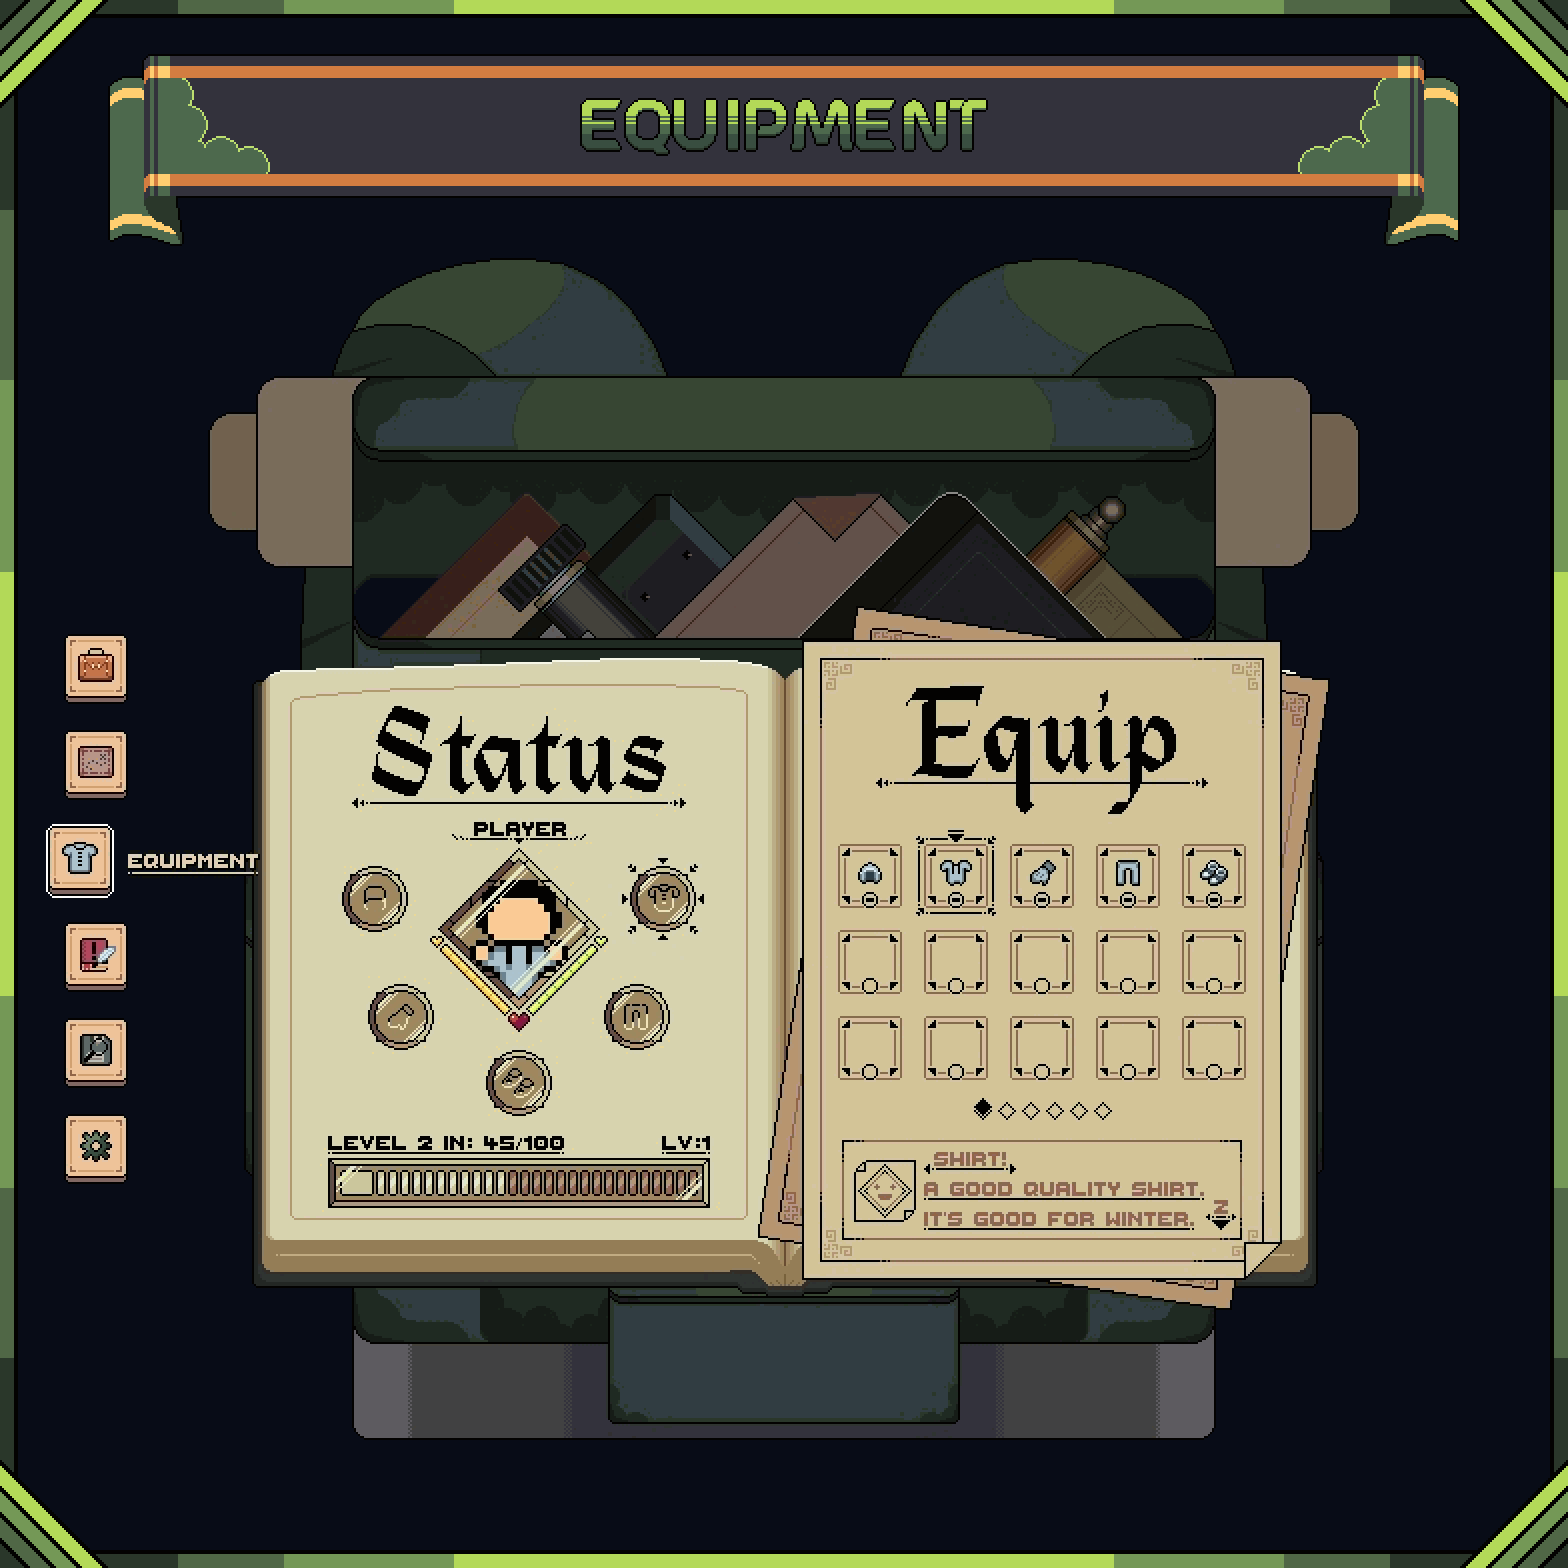 EQUIPMENT
EQUIPMENT
Status
PLAYER
LEVEL 2 IN: 45/100
LV:1
Equip
SHIRT!
A GOOD QUALITY SHIRT.
IT'S GOOD FOR WINTER.
Z